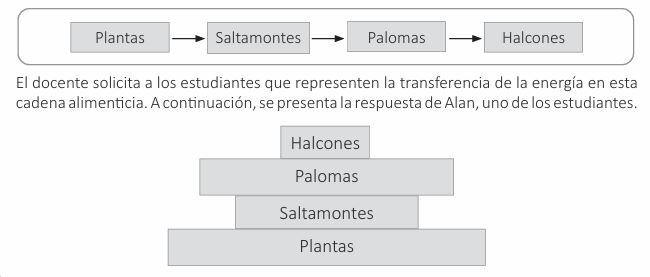 Plantas → Saltamontes → Palomas → Halcones
El docente solicita a los estudiantes que representen la transferencia de la energía en esta
cadena alimenticia. A continuación, se presenta la respuesta de Alan, uno de los estudiantes.
Halcones
Palomas
Saltamontes
Plantas